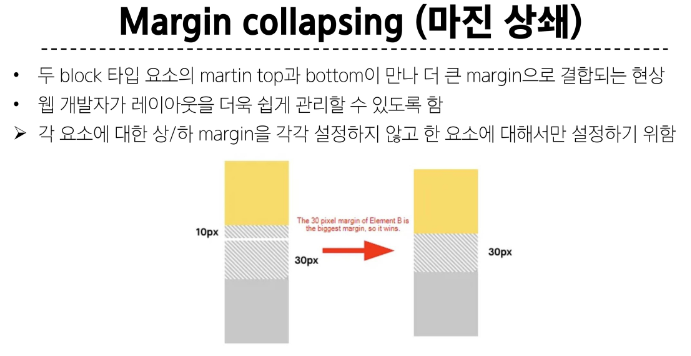 Margin collapsing (마진 상쇄)
• 두 block 타입 요소의 martin top과 bottom이 만나 더 큰 margin으로 결합되는 현상
• 웹 개발자가 레이아웃을 더욱 쉽게 관리할 수 있도록 함
➢ 각 요소에 대한 상/하 margin을 각각 설정하지 않고 한 요소에 대해서만 설정하기 위함
The 30 pixel margin of Element B is
the biggest margin, so it wins.
10px
30px
30px